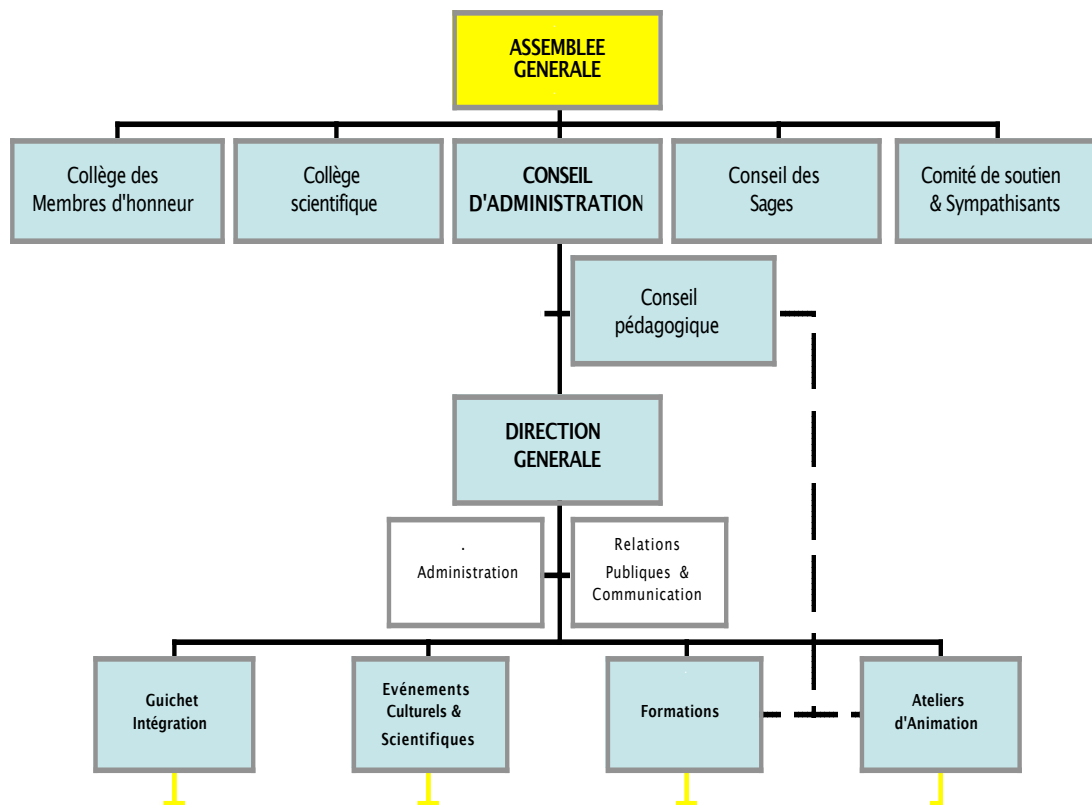 ASSEMBLEE
GENERALE
Collège des
Membres d'honneur
Collège
scientifique
CONSEIL
D'ADMINISTRATION
Conseil des
Sages
Comité de soutien
& Sympathisants
Conseil
pédagogique
DIRECTION
GENERALE
.
Administration
Relations
Publiques &
Communication
Guichet
Intégration
Evénements
Culturels &
Scientifiques
Formations
Ateliers
d'Animation